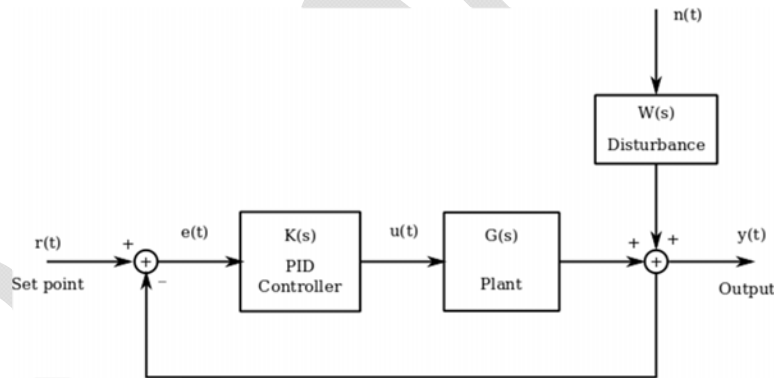 n(t)
W(s)
Disturbance
r(t)
+
e(t)
K(s)
u(t)
G(s)
+
+
y(t)
+
+
Set point
−
PID
Controller
Plant
Output